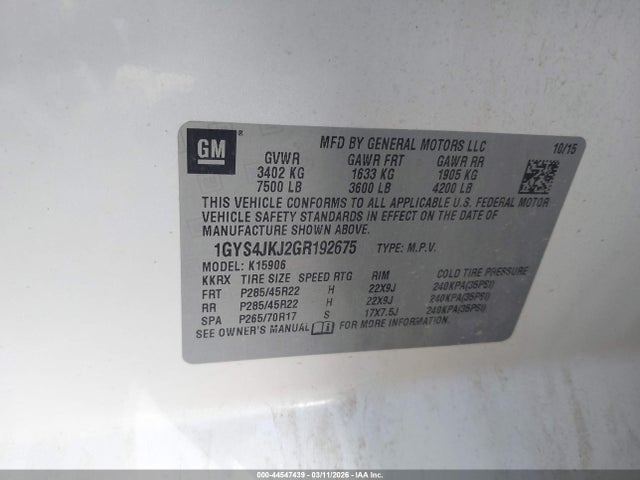 GM
MFD BY GENERAL MOTORS LLC 10/15
GVWR GAWR FRT GAWR RR
3402 KG 1633 KG 1905 KG
7500 LB 3600 LB 4200 LB
THIS VEHICLE CONFORMS TO ALL APPLICABLE U.S. FEDERAL MOTOR
VEHICLE SAFETY STANDARDS IN EFFECT ON THE DATE OF
MANUFACTURE SHOWN ABOVE.
1GYS4JKJ2GR192675 TYPE: M.P.V.
MODEL: K15906
KKRX TIRE SIZE SPEED RTG RIM COLD TIRE PRESSURE
FRT P285/45R22 H 22X9J 240KPA(35PSI)
RR P285/45R22 H 22X9J 240KPA(35PSI)
SPA P265/70R17 S 17X7.5J 240KPA(35PSI)
SEE OWNER'S MANUAL FOR MORE INFORMATION.
000-44547439 - 03/11/2026 - IAAI.com